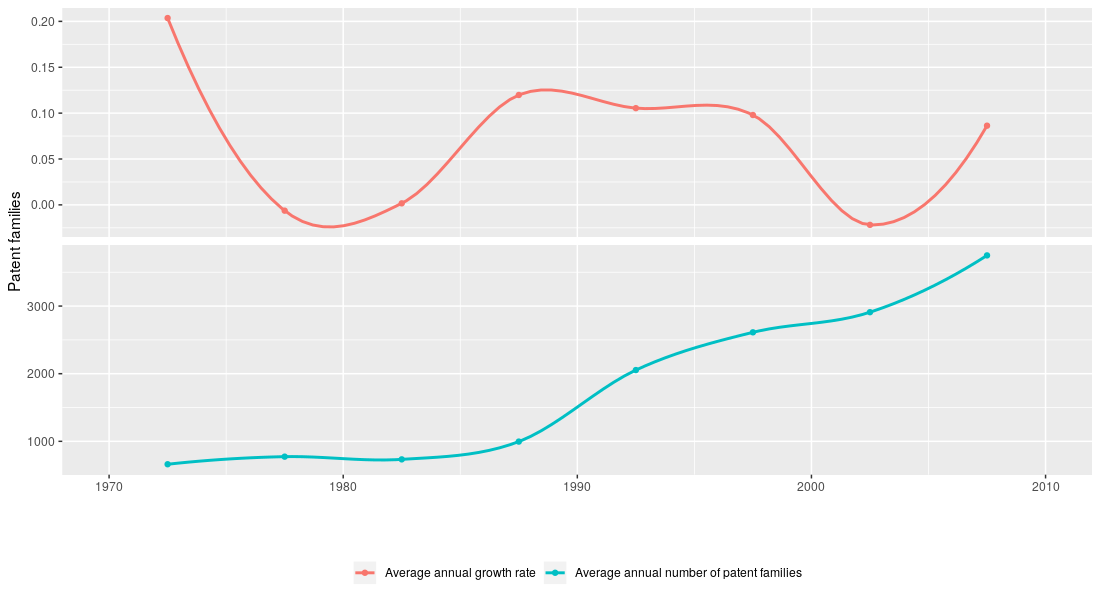 Patent families
0.20
0.15
0.10
0.05
0.00
3000
2000
1000
1970 1980 1990 2000 2010
Average annual growth rate Average annual number of patent families